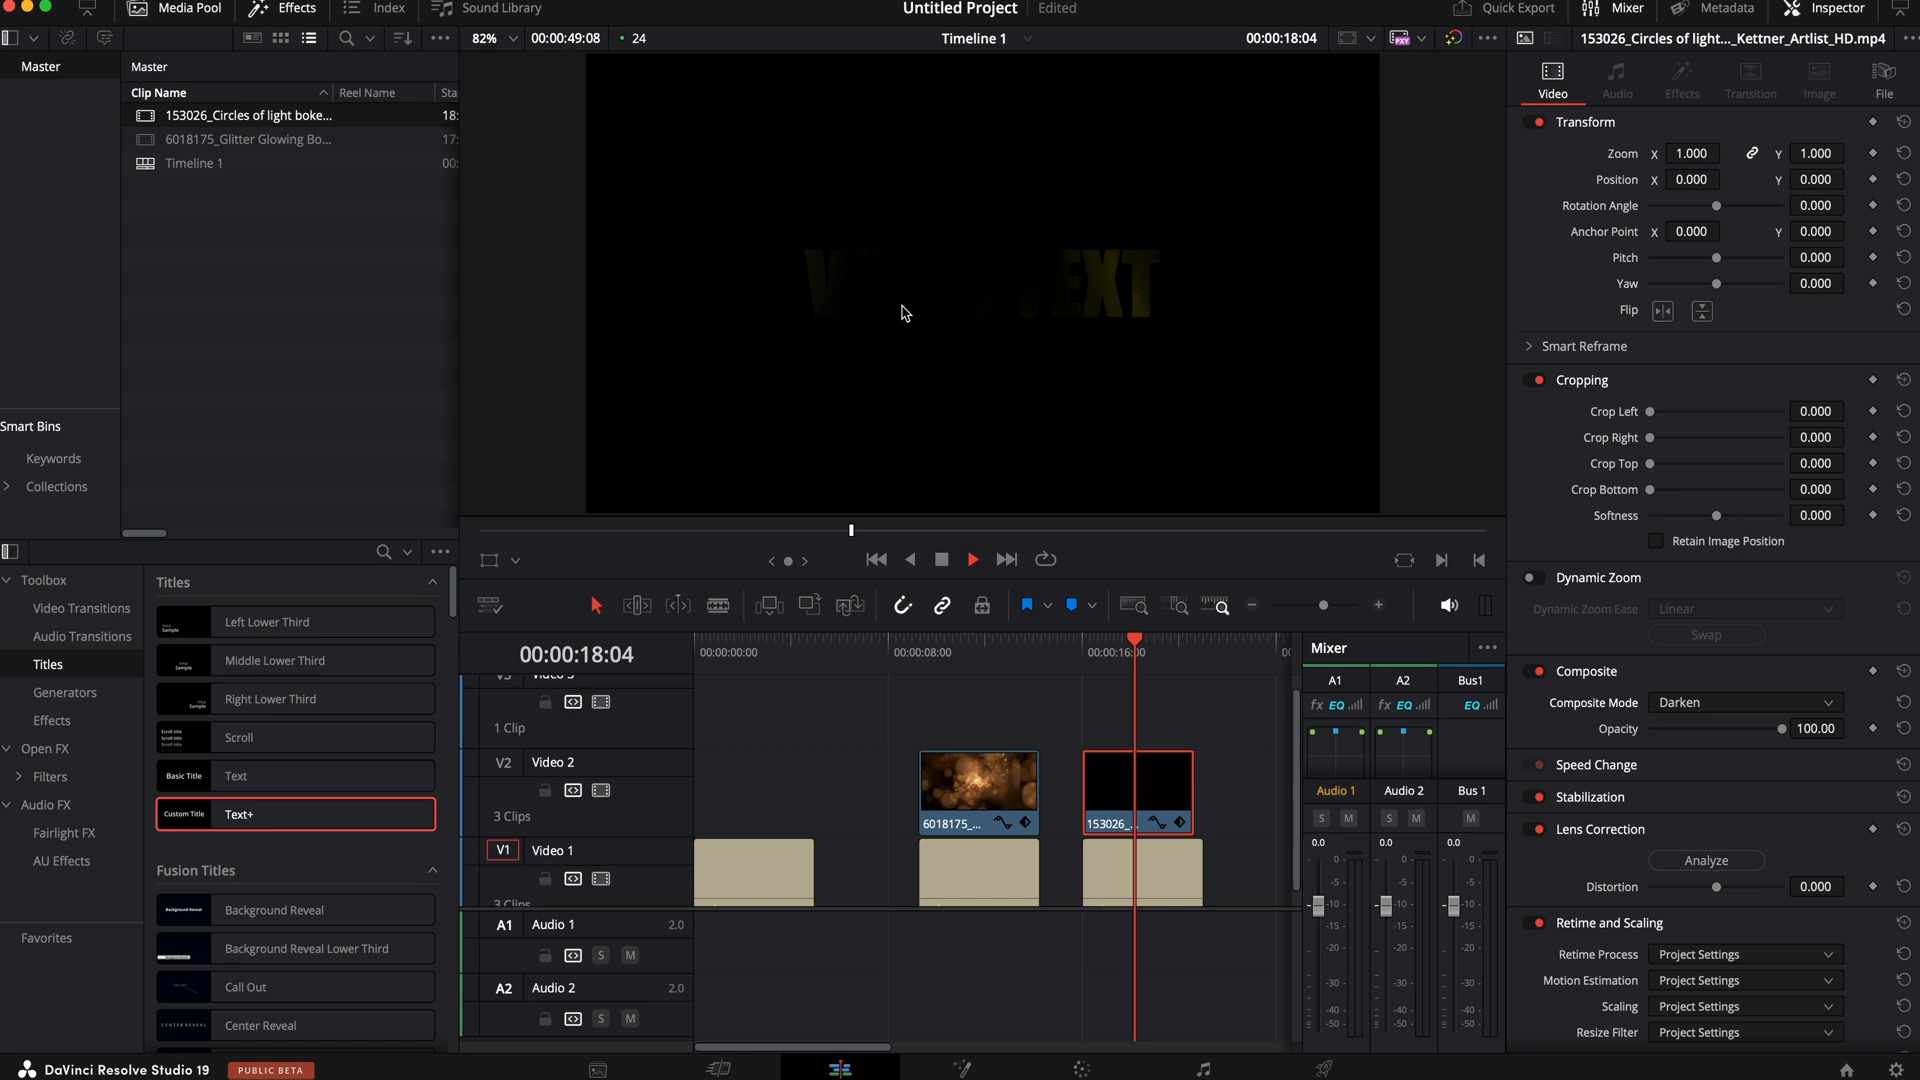 Media Pool Effects Index Sound Library Untitled Project Edited Quick Export Mixer Metadata Inspector
82% 00:00:49:08 24 Timeline 1 00:00:18:04 153026_Circles of light..._Kettner_Artlist_HD.mp4
Master Master
Clip Name Reel Name Sta
153026_Circles of light boke... 18:
6018175_Glitter Glowing Bo... 17:
Timeline 1 00:
Smart Bins
Keywords
Collections
TEXT
Video Audio Effects Transition Image File
Transform
Zoom X 1.000 Y 1.000
Position X 0.000 Y 0.000
Rotation Angle 0.000
Anchor Point X 0.000 Y 0.000
Pitch 0.000
Yaw 0.000
Flip
Smart Reframe
Cropping
Crop Left 0.000
Crop Right 0.000
Crop Top 0.000
Crop Bottom 0.000
Softness 0.000
Retain Image Position
Dynamic Zoom
Dynamic Zoom Ease Linear
Swap
Composite
Composite Mode Darken
Opacity 100.00
Speed Change
Stabilization
Lens Correction
Analyze
Distortion 0.000
Retime and Scaling
Retime Process Project Settings
Motion Estimation Project Settings
Scaling Project Settings
Resize Filter Project Settings
Toolbox
Video Transitions
Audio Transitions
Titles
Generators
Effects
Open FX
Filters
Audio FX
Fairlight FX
AU Effects
Favorites
Titles
Left Lower Third
Middle Lower Third
Right Lower Third
Scroll
Basic Title Text
Custom Title Text+
Fusion Titles
Background Reveal Background Reveal
Background Reveal Lower Third
Call Out
CENTER REVEAL Center Reveal
00:00:18:04 00:00:00:00 00:00:08:00 00:00:16:00
V3 Video 3
1 Clip
V2 Video 2
3 Clips
6018175_... 153026_...
V1 Video 1
3 Clips
A1 Audio 1 2.0
S M
A2 Audio 2 2.0
S M
Mixer
A1 A2 Bus1
fx EQ fx EQ EQ
Audio 1 Audio 2 Bus 1
S M S M M
0.0 0.0 0.0
0 0 0
-5 -5 -5
-10 -10 -10
-15 -15 -15
-20 -20 -20
-30 -30 -30
-40 -40 -40
-50 -50 -50
DaVinci Resolve Studio 19 PUBLIC BETA